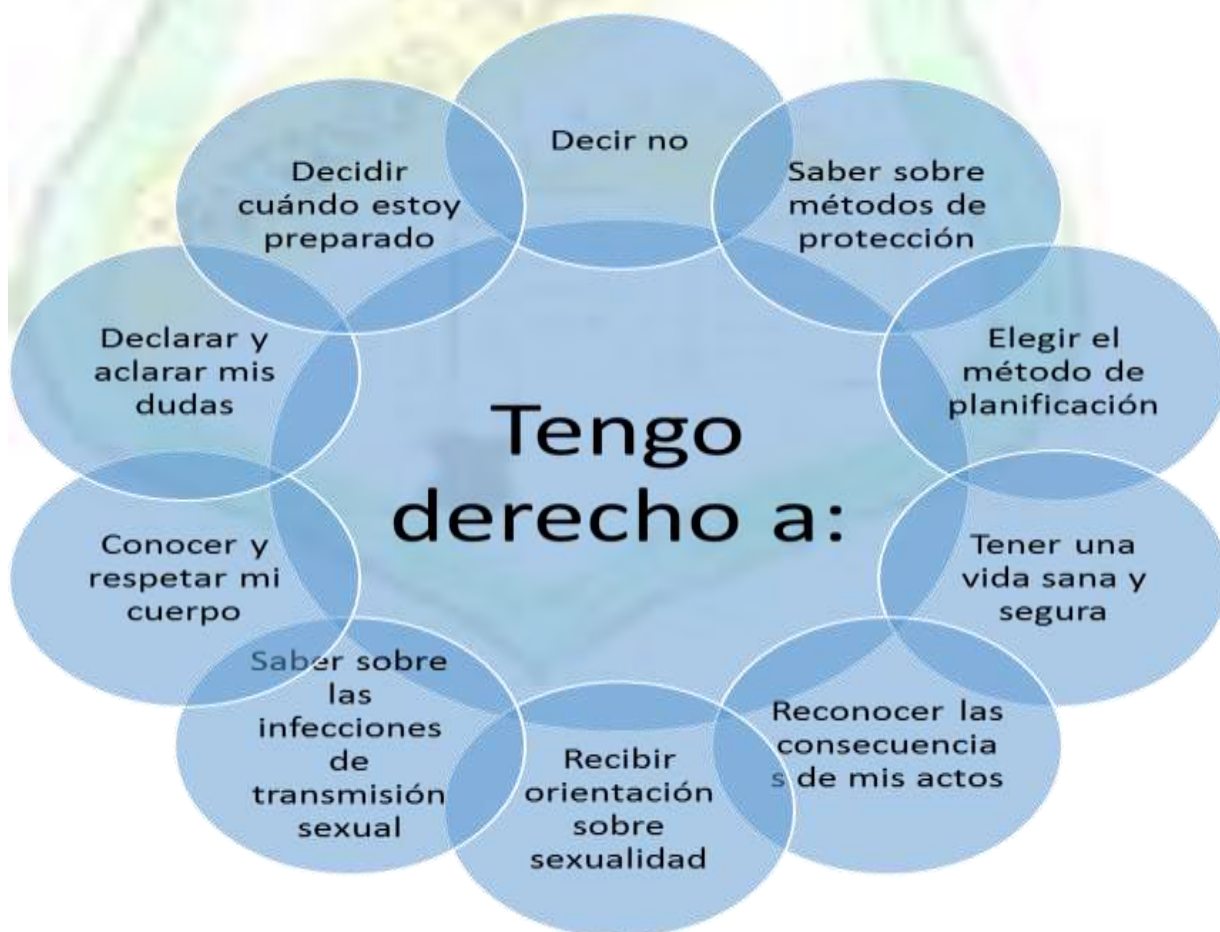 Tengo
derecho a:
Decir no
Saber sobre
métodos de
protección
Elegir el
método de
planificación
Tener una
vida sana y
segura
Reconocer las
consecuencia
s de mis actos
Recibir
orientación
sobre
sexualidad
Saber sobre
las
infecciones
de
transmisión
sexual
Conocer y
respetar mi
cuerpo
Declarar y
aclarar mis
dudas
Decidir
cuándo estoy
preparado